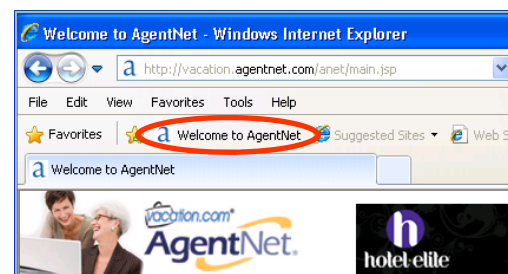 Welcome to AgentNet - Windows Internet Explorer
a http://vacation.agentnet.com/anet/main.jsp
File Edit View Favorites Tools Help
Favorites a Welcome to AgentNet Suggested Sites Web S
a Welcome to AgentNet
vacation.com
AgentNet.
h
hotel elite